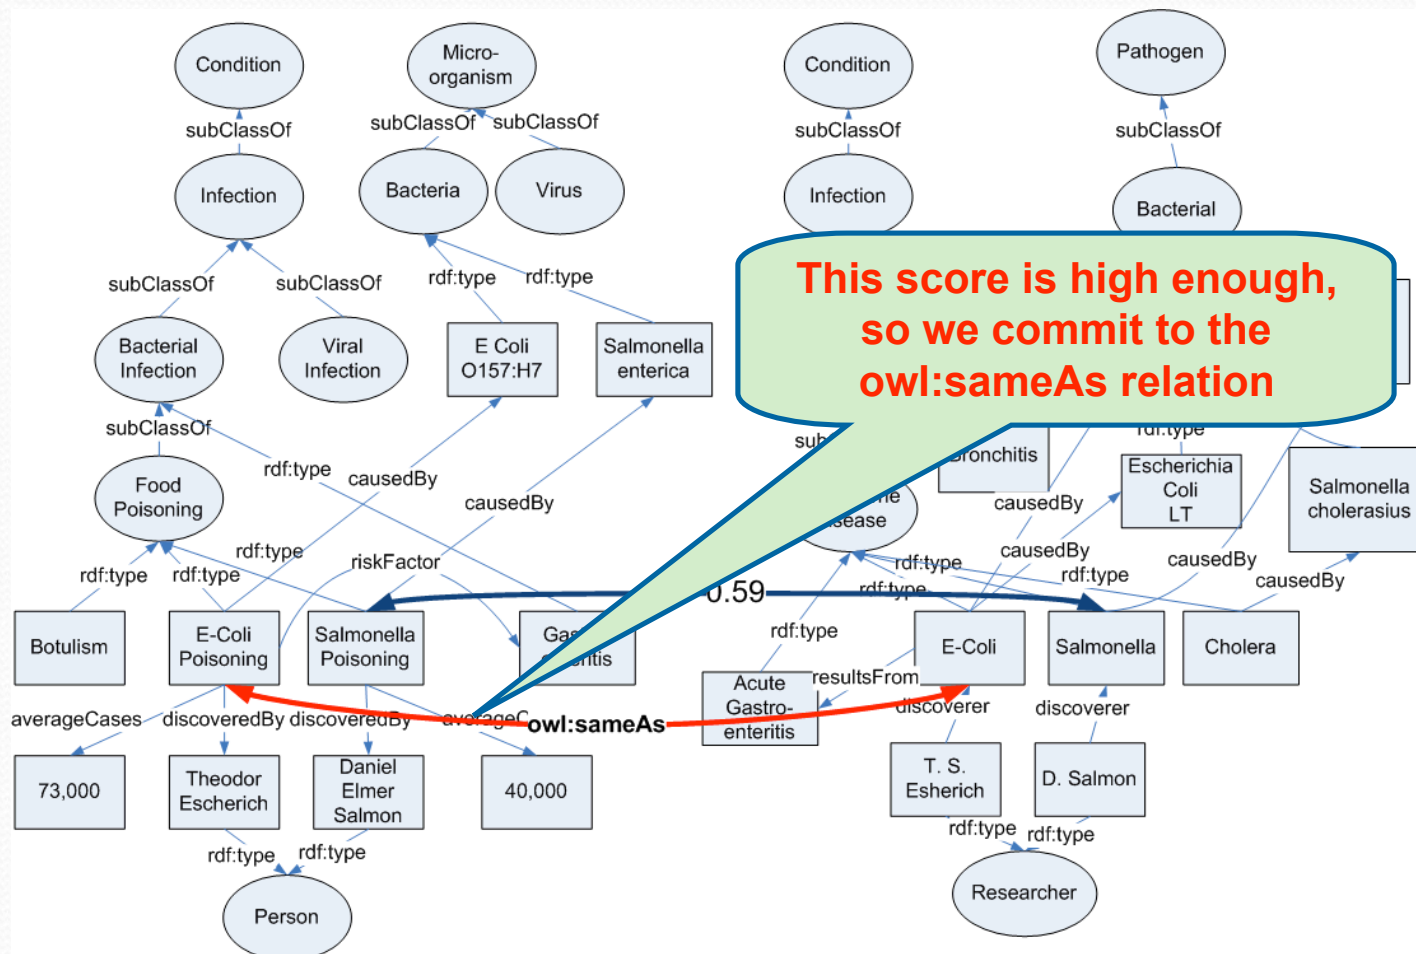 Condition
Micro-
organism
Condition
Pathogen
subClassOf
subClassOf
subClassOf
subClassOf
subClassOf
Infection
Bacteria
Virus
Infection
Bacterial
subClassOf
subClassOf
rdf:type
rdf:type
This score is high enough,
so we commit to the
owl:sameAs relation
Bacterial
Infection
Viral
Infection
E Coli
O157:H7
Salmonella
enterica
subClassOf
rdf:type
causedBy
causedBy
rdf:type
Bronchitis
Escherichia
Coli
LT
Salmonella
cholerasius
Food
Poisoning
causedBy
rdf:type
rdf:type
rdf:type
riskFactor
causedBy
rdf:type
rdf:type
rdf:type
causedBy
causedBy
0.59
Botulism
E-Coli
Poisoning
Salmonella
Poisoning
rdf:type
E-Coli
Salmonella
Cholera
resultsFrom
Acute
Gastro-
enteritis
averageCases
discoveredBy
discoveredBy
owl:sameAs
discoverer
discoverer
73,000
Theodor
Escherich
Daniel
Elmer
Salmon
40,000
T. S.
Esherich
D. Salmon
rdf:type
rdf:type
rdf:type
rdf:type
Person
Researcher